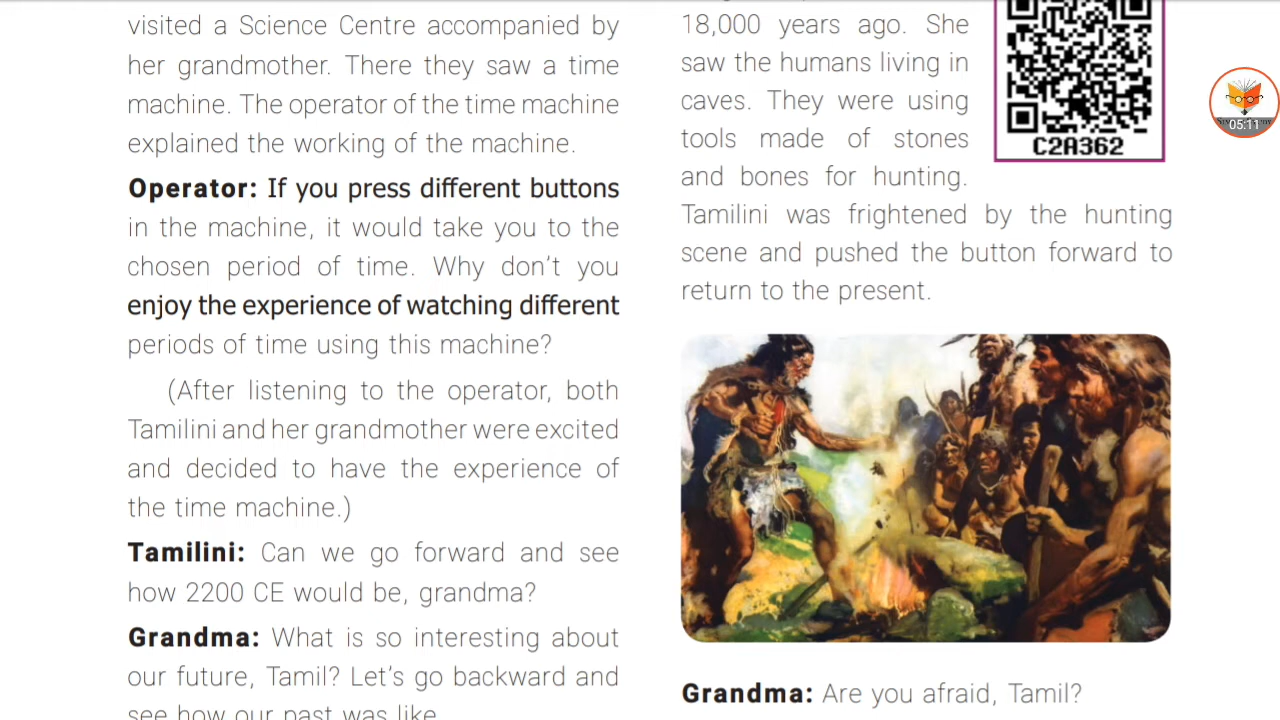 visited a Science Centre accompanied by
her grandmother. There they saw a time
machine. The operator of the time machine
explained the working of the machine.
Operator: If you press different buttons
in the machine, it would take you to the
chosen period of time. Why don't you
enjoy the experience of watching different
periods of time using this machine?
(After listening to the operator, both
Tamilini and her grandmother were excited
and decided to have the experience of
the time machine.)
Tamilini: Can we go forward and see
how 2200 CE would be, grandma?
Grandma: What is so interesting about
our future, Tamil? Let's go backward and
see how our past was like
18,000 years ago. She
saw the humans living in
caves. They were using
tools made of stones
and bones for hunting.
Tamilini was frightened by the hunting
scene and pushed the button forward to
return to the present.
Grandma: Are you afraid, Tamil?
C2A362
05:11